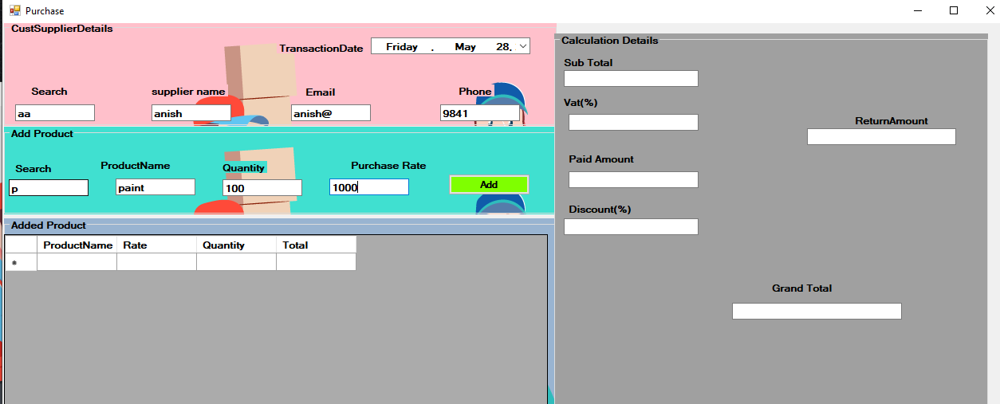 Purchase
CustSupplierDetails
TransactionDate Friday . May 28,
Search supplier name Email Phone
aa anish anish@ 9841
Add Product
Search ProductName Quantity Purchase Rate
p paint 100 1000 Add
Added Product
ProductName Rate Quantity Total
*
Calculation Details
Sub Total
Vat(%)
ReturnAmount
Paid Amount
Discount(%)
Grand Total